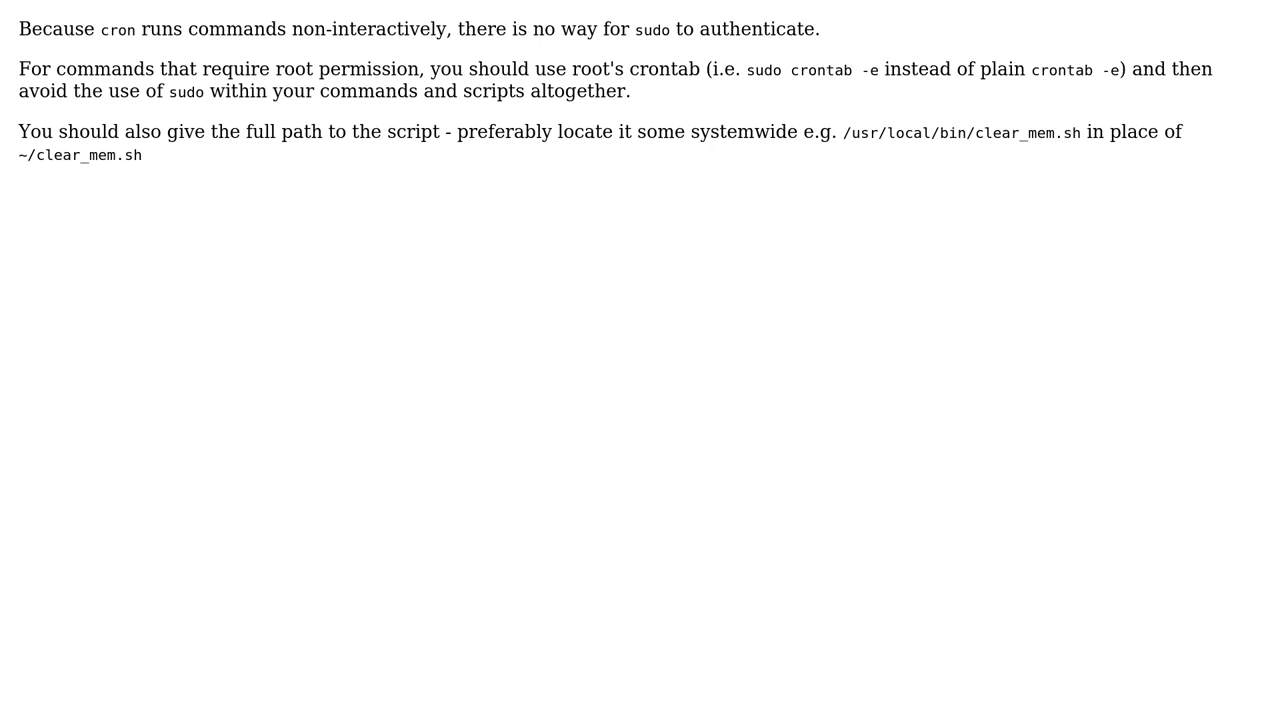 Because cron runs commands non-interactively, there is no way for sudo to authenticate.
For commands that require root permission, you should use root's crontab (i.e. sudo crontab -e instead of plain crontab -e) and then
avoid the use of sudo within your commands and scripts altogether.
You should also give the full path to the script - preferably locate it some systemwide e.g. /usr/local/bin/clear_mem.sh in place of
~/clear_mem.sh